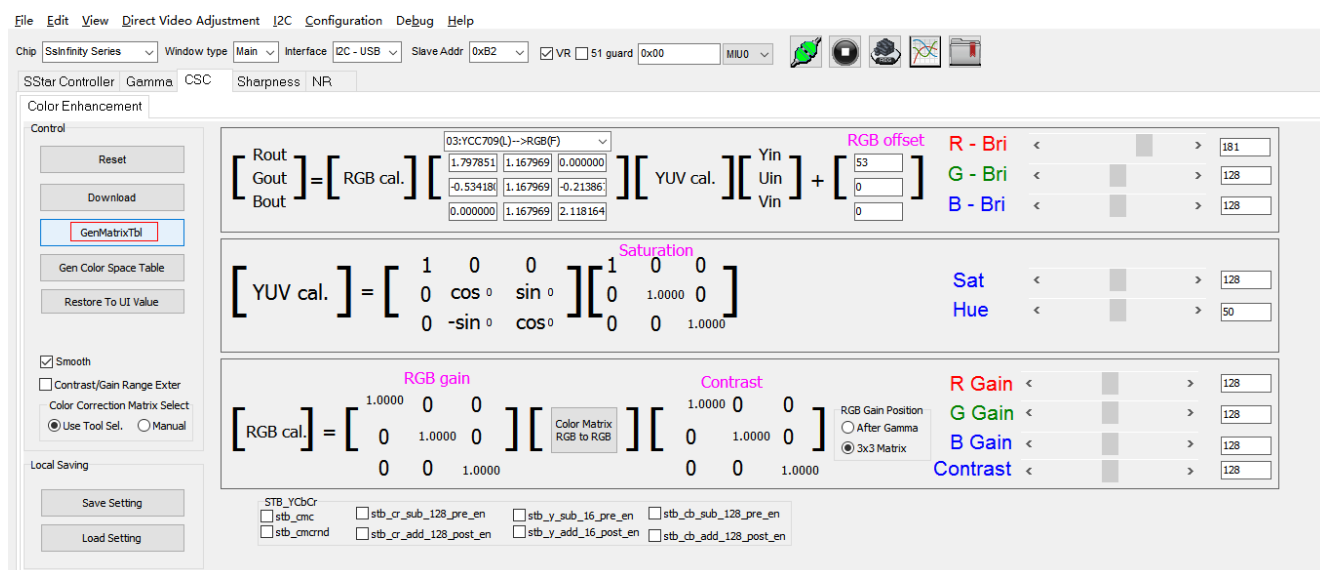 File Edit View Direct Video Adjustment I2C Configuration Debug Help
Chip SsInfinity Series Window type Main Interface I2C - USB Slave Addr 0xB2 VR 51 guard 0x00 MIU0
SStar Controller Gamma CSC Sharpness NR
Color Enhancement
Control
Reset
Download
GenMatrixTbl
Gen Color Space Table
Restore To UI Value
Smooth
Contrast/Gain Range Exter
Color Correction Matrix Select
Use Tool Sel. Manual
Local Saving
Save Setting
Load Setting
03:YCC709(L)-->RGB(F)
RGB offset
Rout
Gout
Bout
=
RGB cal.
1.797851 1.167969 0.000000
-0.53418( 1.167969 -0.21386:
0.000000 1.167969 2.118164
YUV cal.
Yin
Uin
Vin
+
53
0
0
R - Bri < > 181
G - Bri < > 128
B - Bri < > 128
Saturation
YUV cal. =
1 0 0
0 cos 0 sin 0
0 -sin 0 cos 0
1 0 0
0 1.0000 0
0 0 1.0000
Sat < > 128
Hue < > 50
RGB gain
Contrast
RGB cal. =
1.0000 0 0
0 1.0000 0
0 0 1.0000
Color Matrix
RGB to RGB
1.0000 0 0
0 1.0000 0
0 0 1.0000
RGB Gain Position
After Gamma
3x3 Matrix
R Gain < > 128
G Gain < > 128
B Gain < > 128
Contrast < > 128
STB_YCbCr
stb_cmc stb_cr_sub_128_pre_en stb_y_sub_16_pre_en stb_cb_sub_128_pre_en
stb_cmcrnd stb_cr_add_128_post_en stb_y_add_16_post_en stb_cb_add_128_post_en